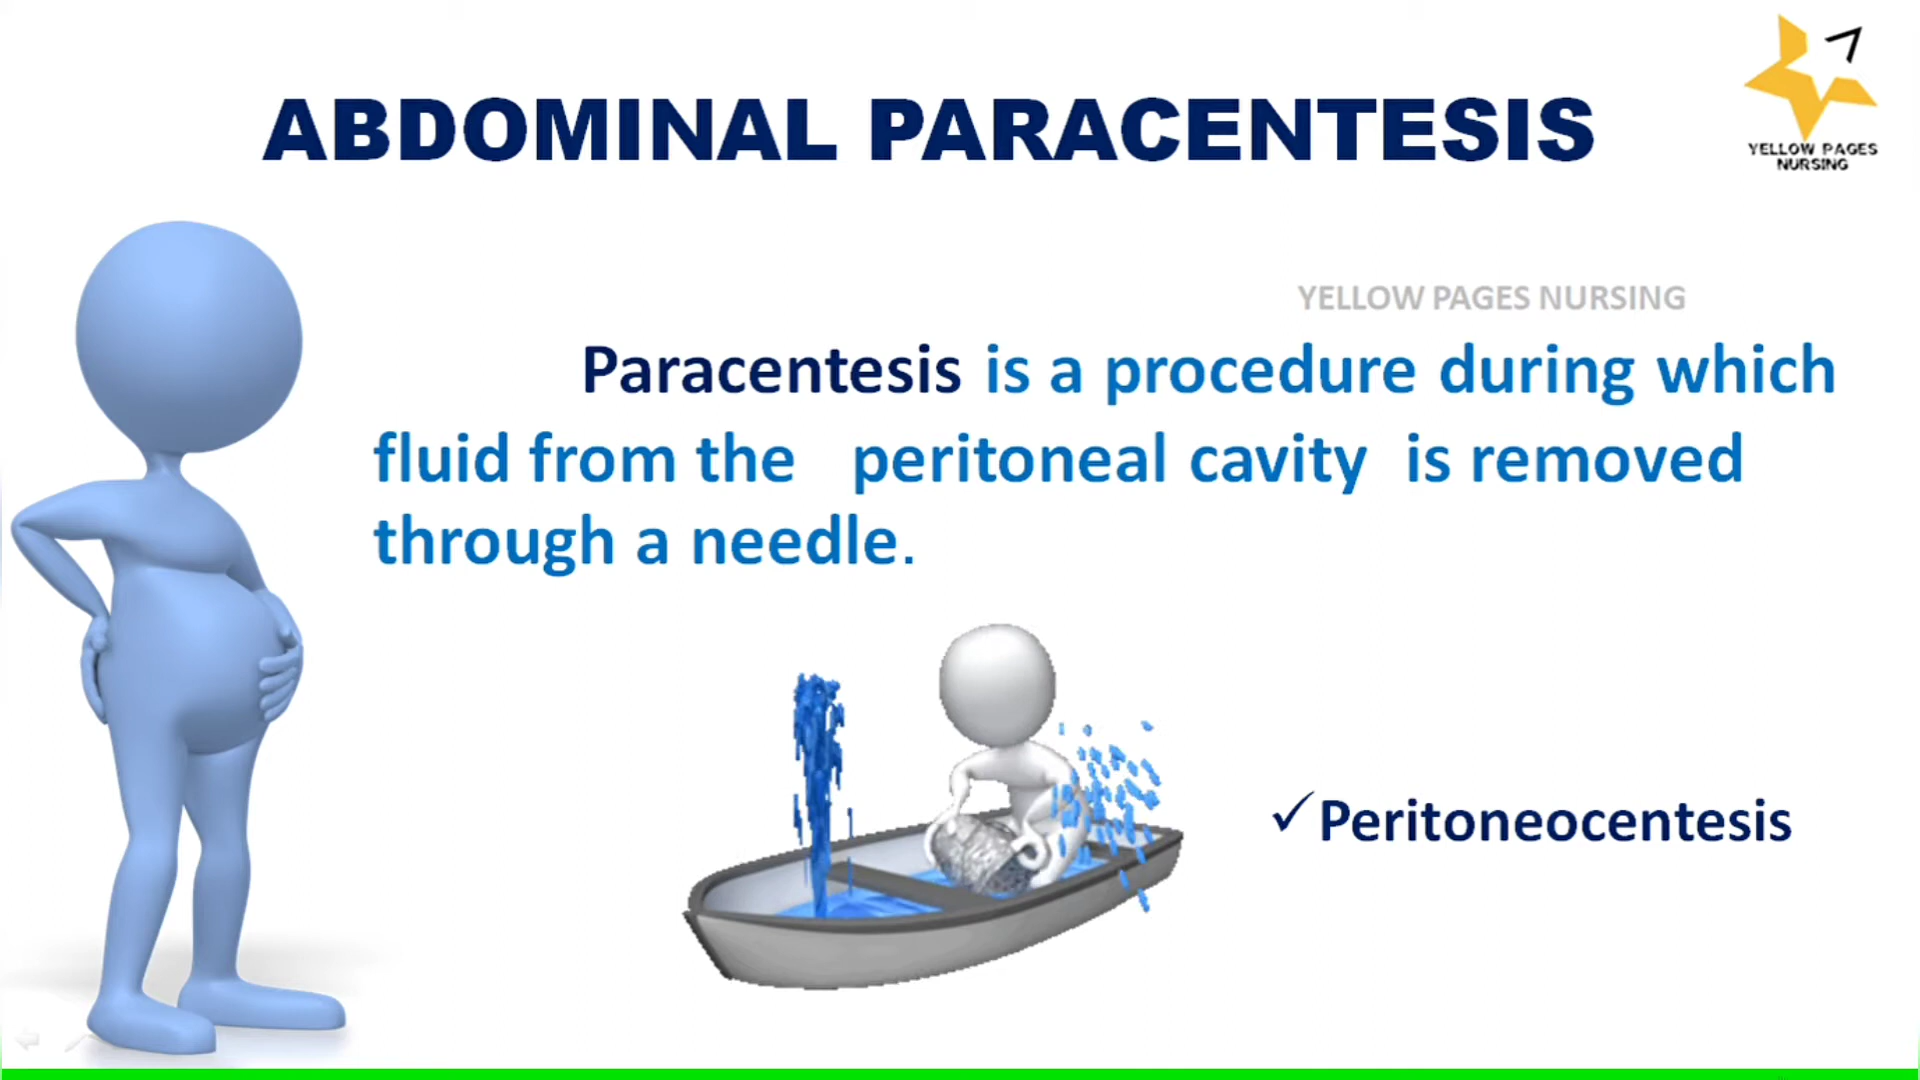 ABDOMINAL PARACENTESIS
YELLOW PAGES
NURSING
YELLOW PAGES NURSING
Paracentesis is a procedure during which
fluid from the peritoneal cavity is removed
through a needle.
✓Peritoneocentesis